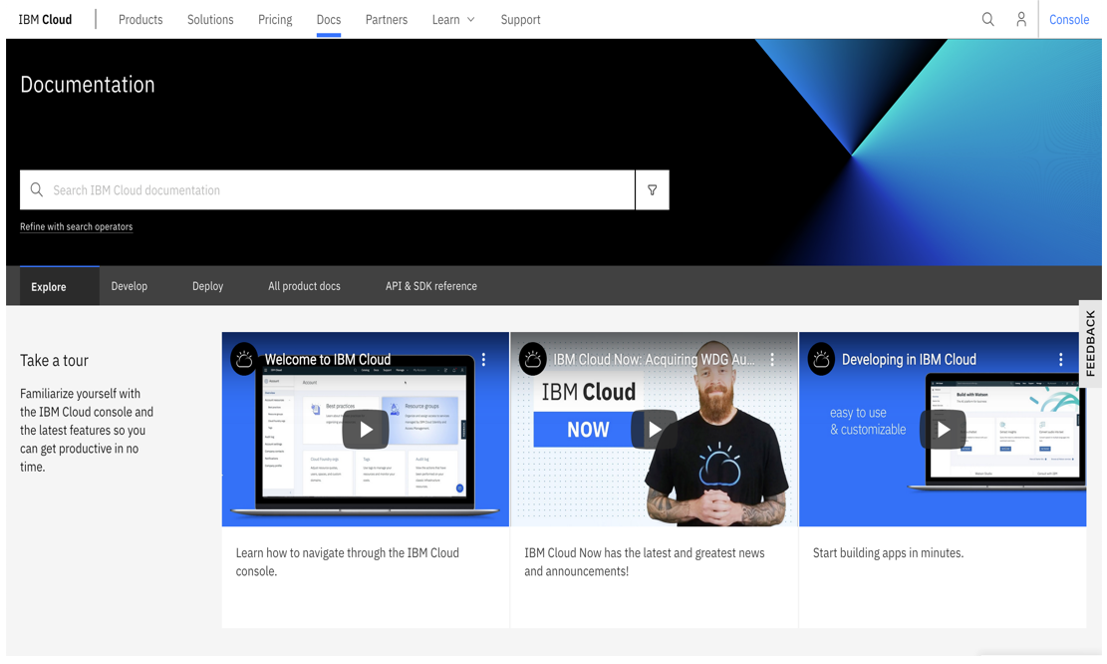 IBM Cloud
Products
Solutions
Pricing
Docs
Partners
Learn
Support
Console
Documentation
Search IBM Cloud documentation
Refine with search operators
Explore
Develop
Deploy
All product docs
API & SDK reference
FEEDBACK
Take a tour
Familiarize yourself with
the IBM Cloud console and
the latest features so you
can get productive in no
time.
Welcome to IBM Cloud
Account
Best practices
Resource groups
Learn how to navigate through the IBM Cloud
console.
IBM Cloud Now: Acquiring WDG Au...
IBM Cloud
NOW
IBM Cloud Now has the latest and greatest news
and announcements!
Developing in IBM Cloud
easy to use
& customizable
Build with Watson
Start building apps in minutes.